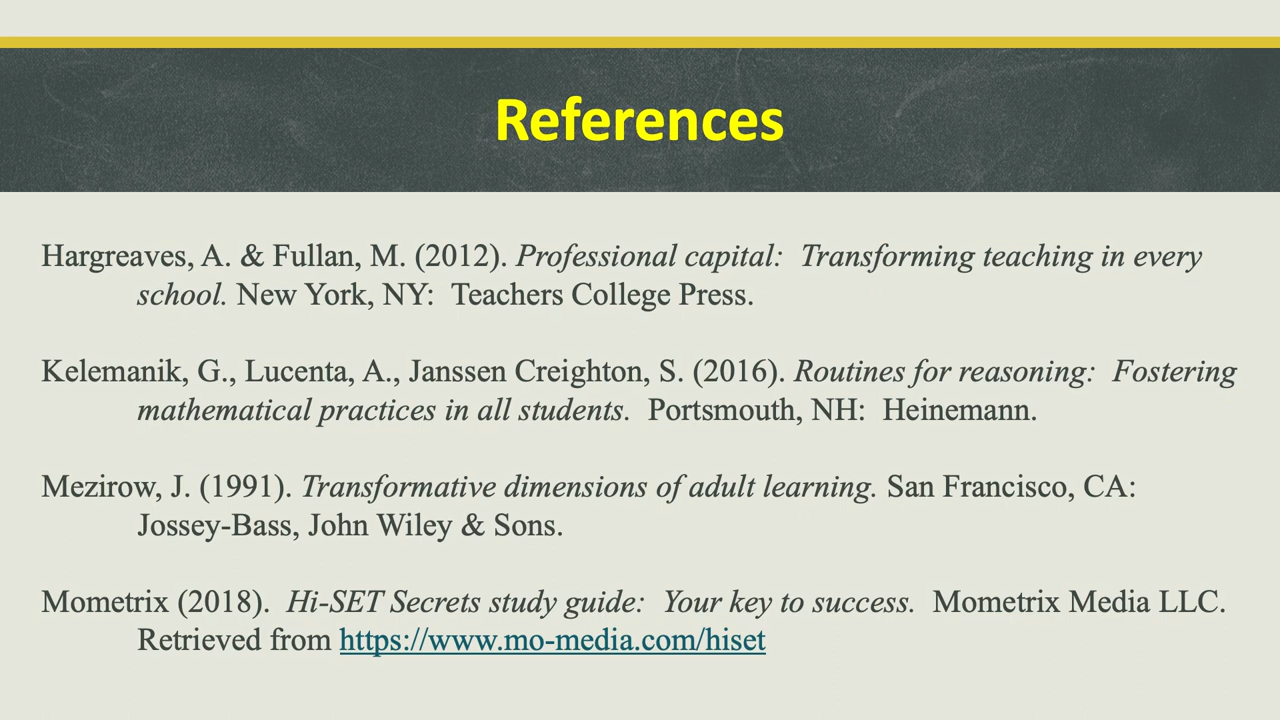 References
Hargreaves, A. & Fullan, M. (2012). Professional capital:  Transforming teaching in every
school. New York, NY:  Teachers College Press.
Kelemanik, G., Lucenta, A., Janssen Creighton, S. (2016). Routines for reasoning:  Fostering
mathematical practices in all students.  Portsmouth, NH:  Heinemann.
Mezirow, J. (1991). Transformative dimensions of adult learning. San Francisco, CA:
Jossey-Bass, John Wiley & Sons.
Mometrix (2018).  Hi-SET Secrets study guide:  Your key to success.  Mometrix Media LLC.
Retrieved from https://www.mo-media.com/hiset